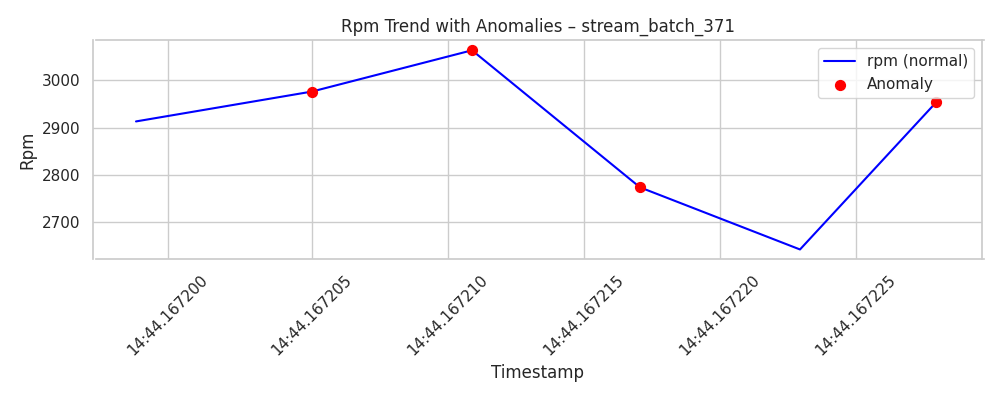 Rpm Trend with Anomalies – stream_batch_371
rpm (normal)
Anomaly
Rpm
3000
2900
2800
2700
14:44.167200
14:44.167205
14:44.167210
14:44.167215
14:44.167220
14:44.167225
Timestamp